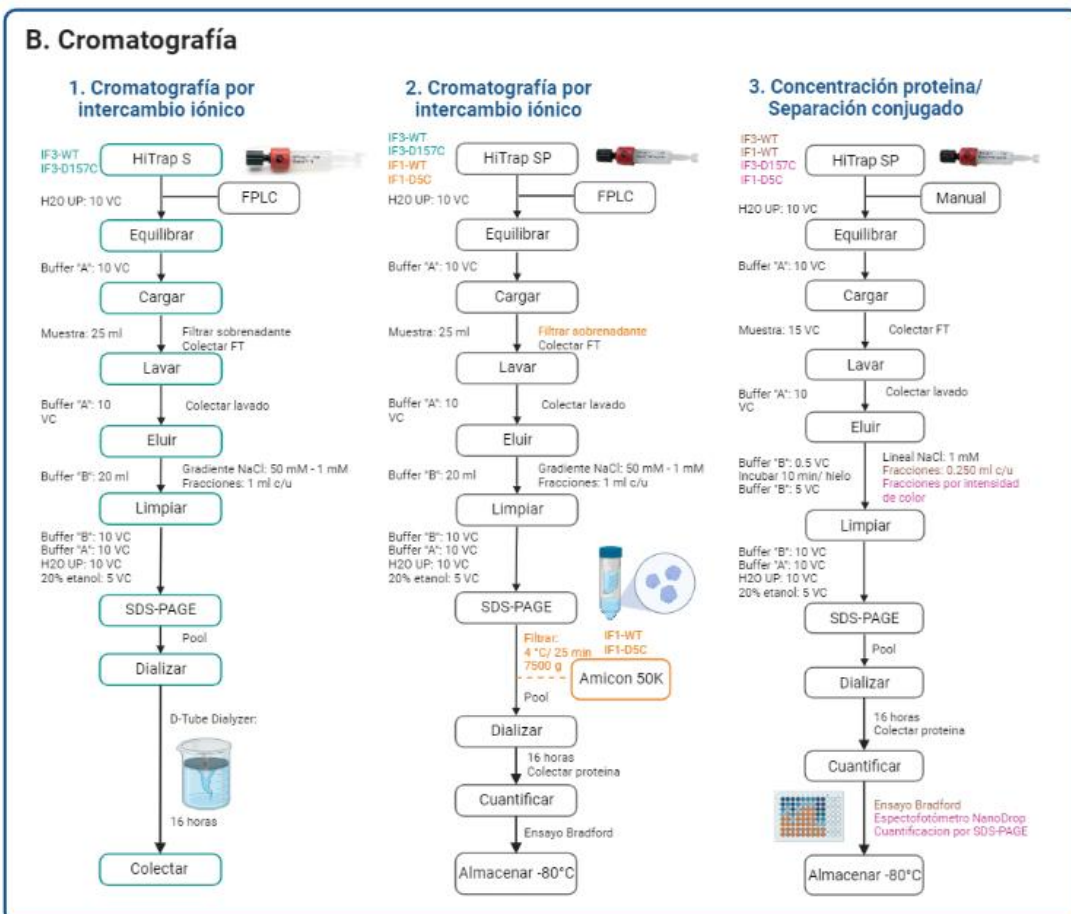 B. Cromatografía
1. Cromatografía por
intercambio iónico
IF3-WT
IF3-D157C
HiTrap S
H2O UP: 10 VC
FPLC
Equilibrar
Buffer "A": 10 VC
Cargar
Muestra: 25 ml
Filtrar sobrenadante
Colectar FT
Lavar
Buffer "A": 10
VC
Colectar lavado
Eluir
Buffer "B": 20 ml
Gradiente NaCl: 50 mM - 1 mM
Fracciones: 1 ml c/u
Limpiar
Buffer "B": 10 VC
Buffer "A": 10 VC
H2O UP: 10 VC
20% etanol: 5 VC
SDS-PAGE
Pool
Dializar
D-Tube Dialyzer:
16 horas
Colectar
2. Cromatografía por
intercambio iónico
IF3-WT
IF3-D157C
IF1-WT
IF1-D5C
HiTrap SP
H2O UP: 10 VC
FPLC
Equilibrar
Buffer "A": 10 VC
Cargar
Muestra: 25 ml
Filtrar sobrenadante
Colectar FT
Lavar
Buffer "A": 10
VC
Colectar lavado
Eluir
Buffer "B": 20 ml
Gradiente NaCl: 50 mM - 1 mM
Fracciones: 1 ml c/u
Limpiar
Buffer "B": 10 VC
Buffer "A": 10 VC
H2O UP: 10 VC
20% etanol: 5 VC
SDS-PAGE
Filtrar:
4 °C/ 25 min
7500 g
IF1-WT
IF1-D5C
Amicon 50K
Pool
Dializar
16 horas
Colectar proteina
Cuantificar
Ensayo Bradford
Almacenar -80°C
3. Concentración proteina/
Separación conjugado
IF3-WT
IF1-WT
IF3-D157C
IF1-D5C
HiTrap SP
H2O UP: 10 VC
Manual
Equilibrar
Buffer "A": 10 VC
Cargar
Muestra: 15 VC
Colectar FT
Lavar
Buffer "A": 10
VC
Eluir
Buffer "B": 0.5 VC
Incubar 10 min/ hielo
Buffer "B": 5 VC
Lineal NaCl: 1 mM
Fracciones: 0.250 ml c/u
Fracciones por intensidad
de color
Limpiar
Buffer "B": 10 VC
Buffer "A": 10 VC
H2O UP: 10 VC
20% etanol: 5 VC
SDS-PAGE
Pool
Dializar
16 horas
Colectar proteina
Cuantificar
Ensayo Bradford
Espectofotómetro NanoDrop
Cuantificacion por SDS-PAGE
Almacenar -80°C